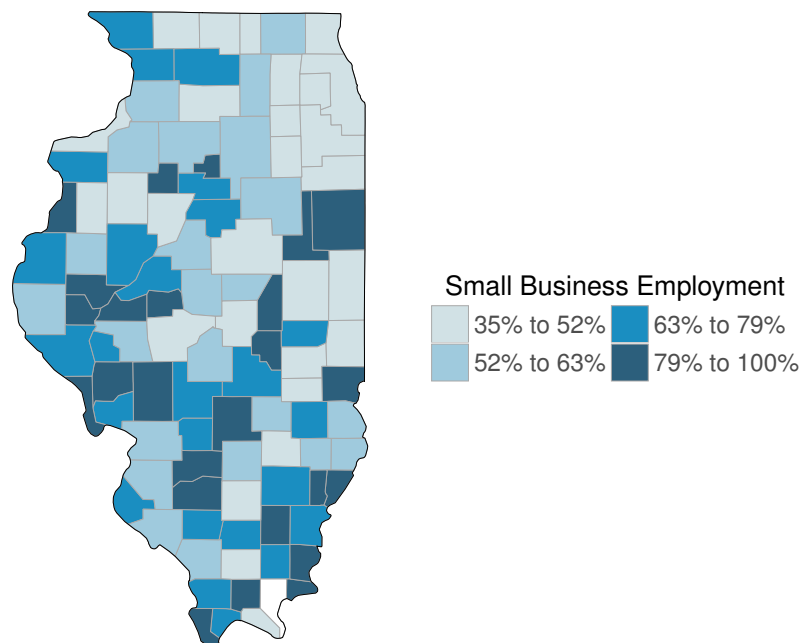 Small Business Employment
35% to 52% 63% to 79%
52% to 63% 79% to 100%